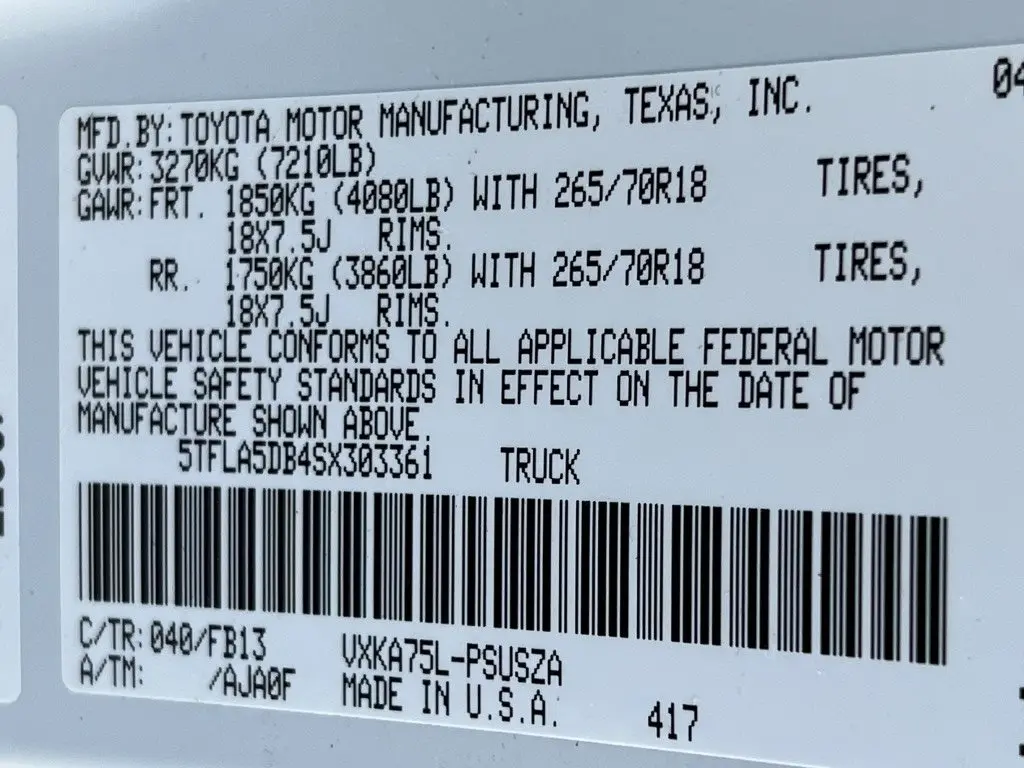 04
MFD.BY:TOYOTA MOTOR MANUFACTURING, TEXAS, INC.
GVWR:3270KG (7210LB)
GAWR:FRT. 1850KG (4080LB) WITH 265/70R18 TIRES,
18X7.5J RIMS.
RR. 1750KG (3860LB) WITH 265/70R18 TIRES,
18X7.5J RIMS.
THIS VEHICLE CONFORMS TO ALL APPLICABLE FEDERAL MOTOR
VEHICLE SAFETY STANDARDS IN EFFECT ON THE DATE OF
MANUFACTURE SHOWN ABOVE.
5TFLA5DB4SX303361 TRUCK
C/TR:040/FB13 VXKA75L-PSUSZA
A/TM: /AJA0F MADE IN U.S.A. 417